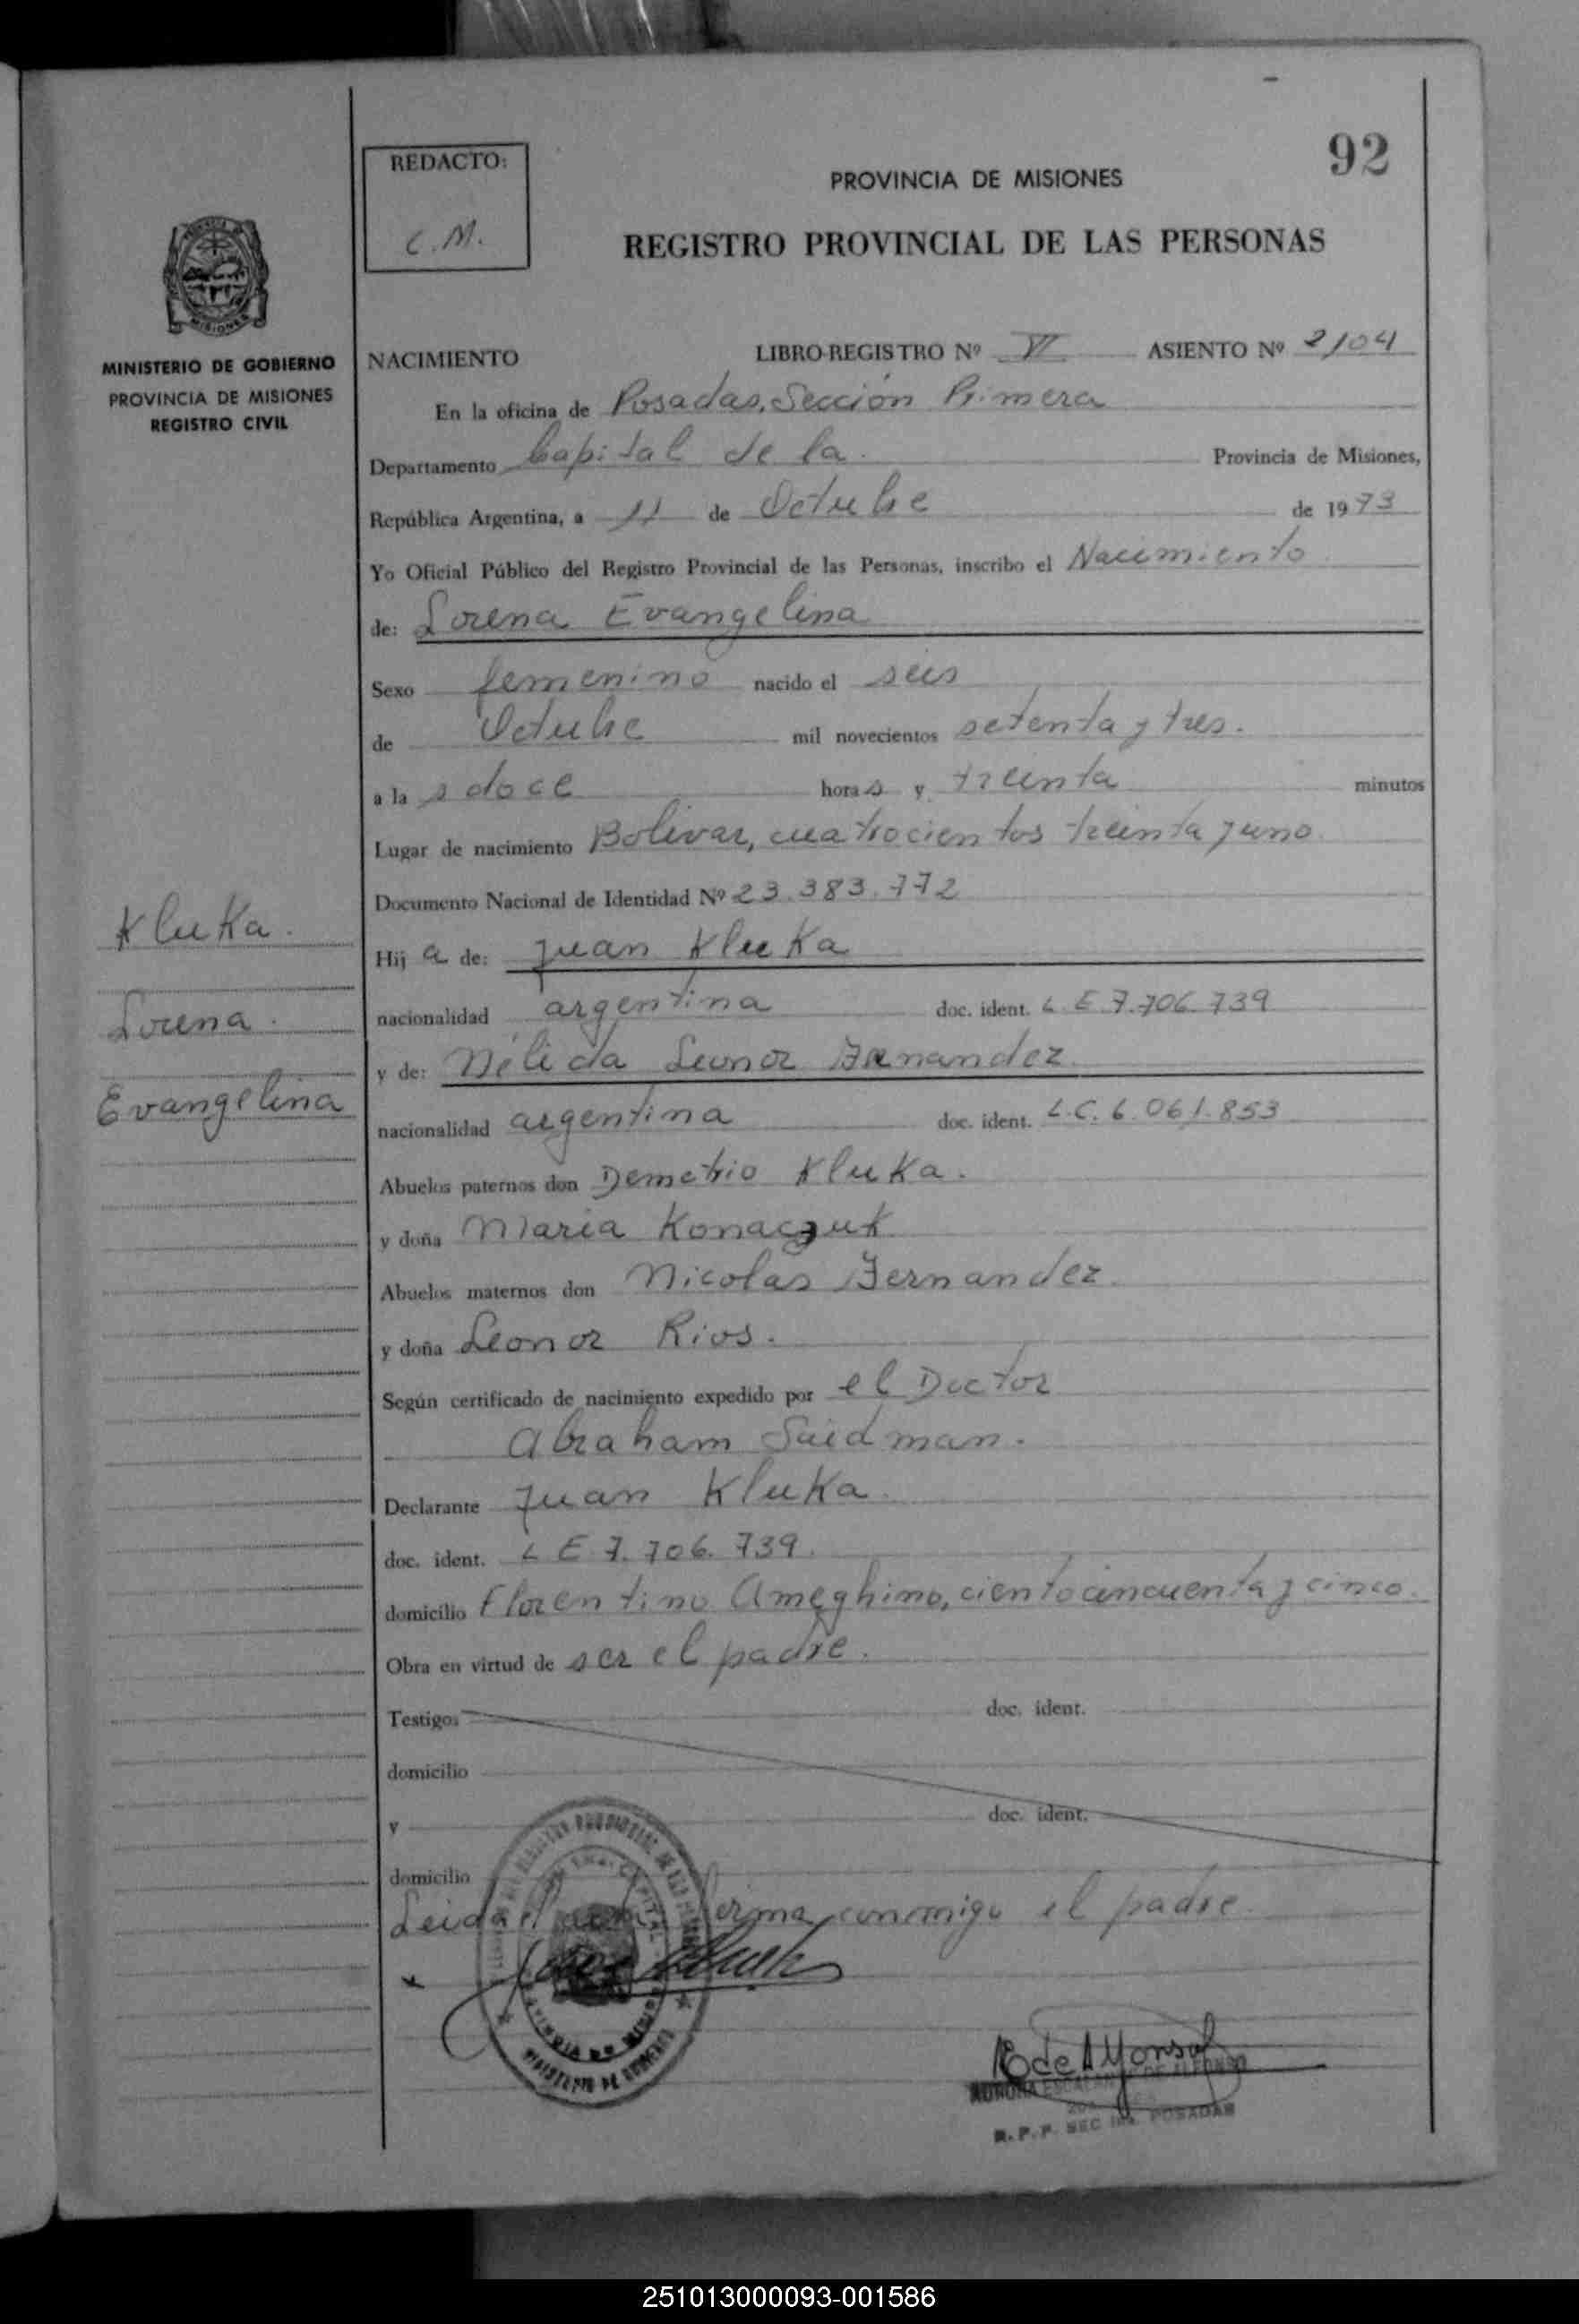 92
REDACTO:
C.M.
PROVINCIA DE MISIONES
REGISTRO PROVINCIAL DE LAS PERSONAS
MINISTERIO DE GOBIERNO
PROVINCIA DE MISIONES
REGISTRO CIVIL
NACIMIENTO LIBRO-REGISTRO Nº VI ASIENTO Nº 2104
En la oficina de Posadas, Sección Primera
Departamento Capital de la Provincia de Misiones,
República Argentina, a 11 de Octubre de 1973
Yo Oficial Público del Registro Provincial de las Personas, inscribo el Nacimiento
de: Lorena Evangelina
Sexo femenino nacido el seis
de Octubre mil novecientos setenta y tres.
a la s doce hora s y treinta minutos
Lugar de nacimiento Bolivar, cuatrocientos treinta y uno
Documento Nacional de Identidad Nº 23.383.772
Kluka.
Lorena.
Evangelina
Hij a de: Juan Kluka
nacionalidad argentina doc. ident. L E 7.706.739
y de: Nélida Leonor Fernandez
nacionalidad argentina doc. ident. L.C. 6.061.853
Abuelos paternos don Demetrio Kluka.
y doña Maria Konaczuk
Abuelos maternos don Nicolas Fernandez
y doña Leonor Rios.
Según certificado de nacimiento expedido por el Doctor
Abraham Saidman.
Declarante Juan Kluka.
doc. ident. L E 7.706.739.
domicilio Florentino Ameghino, ciento cincuenta y cinco.
Obra en virtud de ser el padre.
Testigos doc. ident.
domicilio
y doc. ident.
domicilio
Leida el acta firma conmigo el padre.
AURORA ESCALANTE DE ALFONSO
R.P.P. SEC 1ra. POSADAS
251013000093-001586